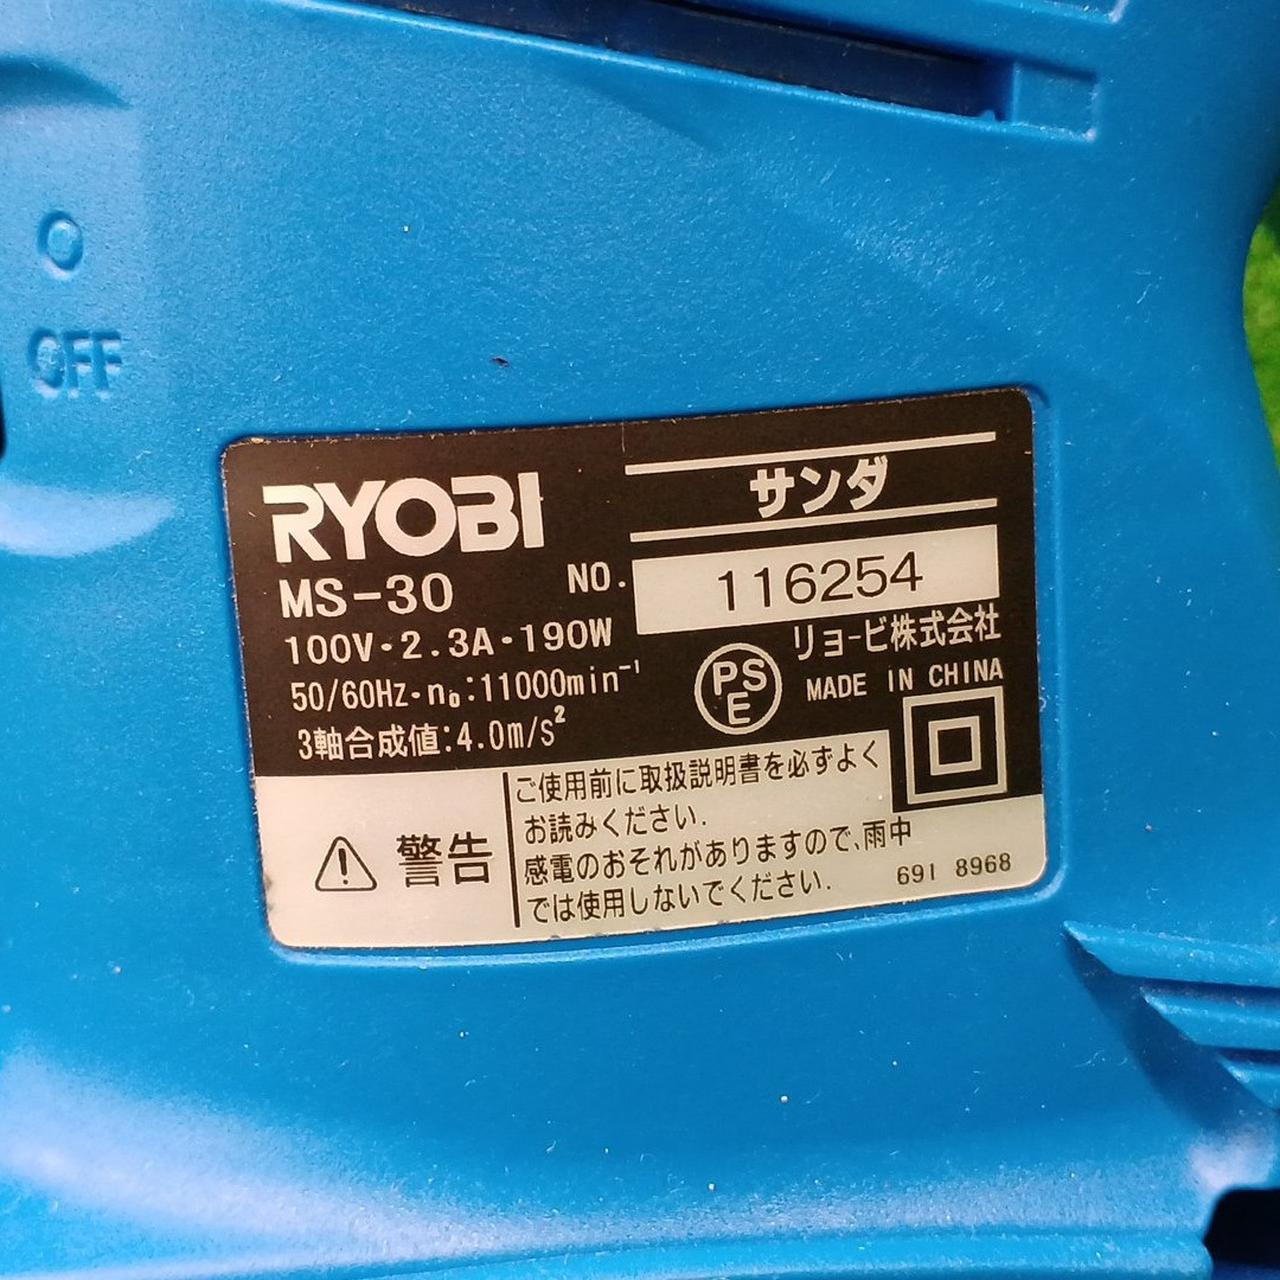 O
OFF
RYOBI
サンダ
MS-30
NO. 116254
100V・2.3A・190W
リョービ株式会社
50/60Hz・n₀:11000min⁻¹
PSE
MADE IN CHINA
3軸合成値:4.0m/s²
警告
ご使用前に取扱説明書を必ずよく
お読みください.
感電のおそれがありますので、雨中
では使用しないでください.
691 8968